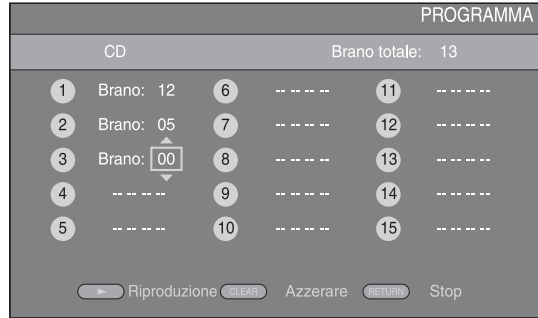 PROGRAMMA
CD Brano totale: 13
1 Brano: 12 6 -- -- -- -- 11 -- -- -- --
2 Brano: 05 7 -- -- -- -- 12 -- -- -- --
3 Brano: 00 8 -- -- -- -- 13 -- -- -- --
4 -- -- -- -- 9 -- -- -- -- 14 -- -- -- --
5 -- -- -- -- 10 -- -- -- -- 15 -- -- -- --
Riproduzione CLEAR Azzerare RETURN Stop